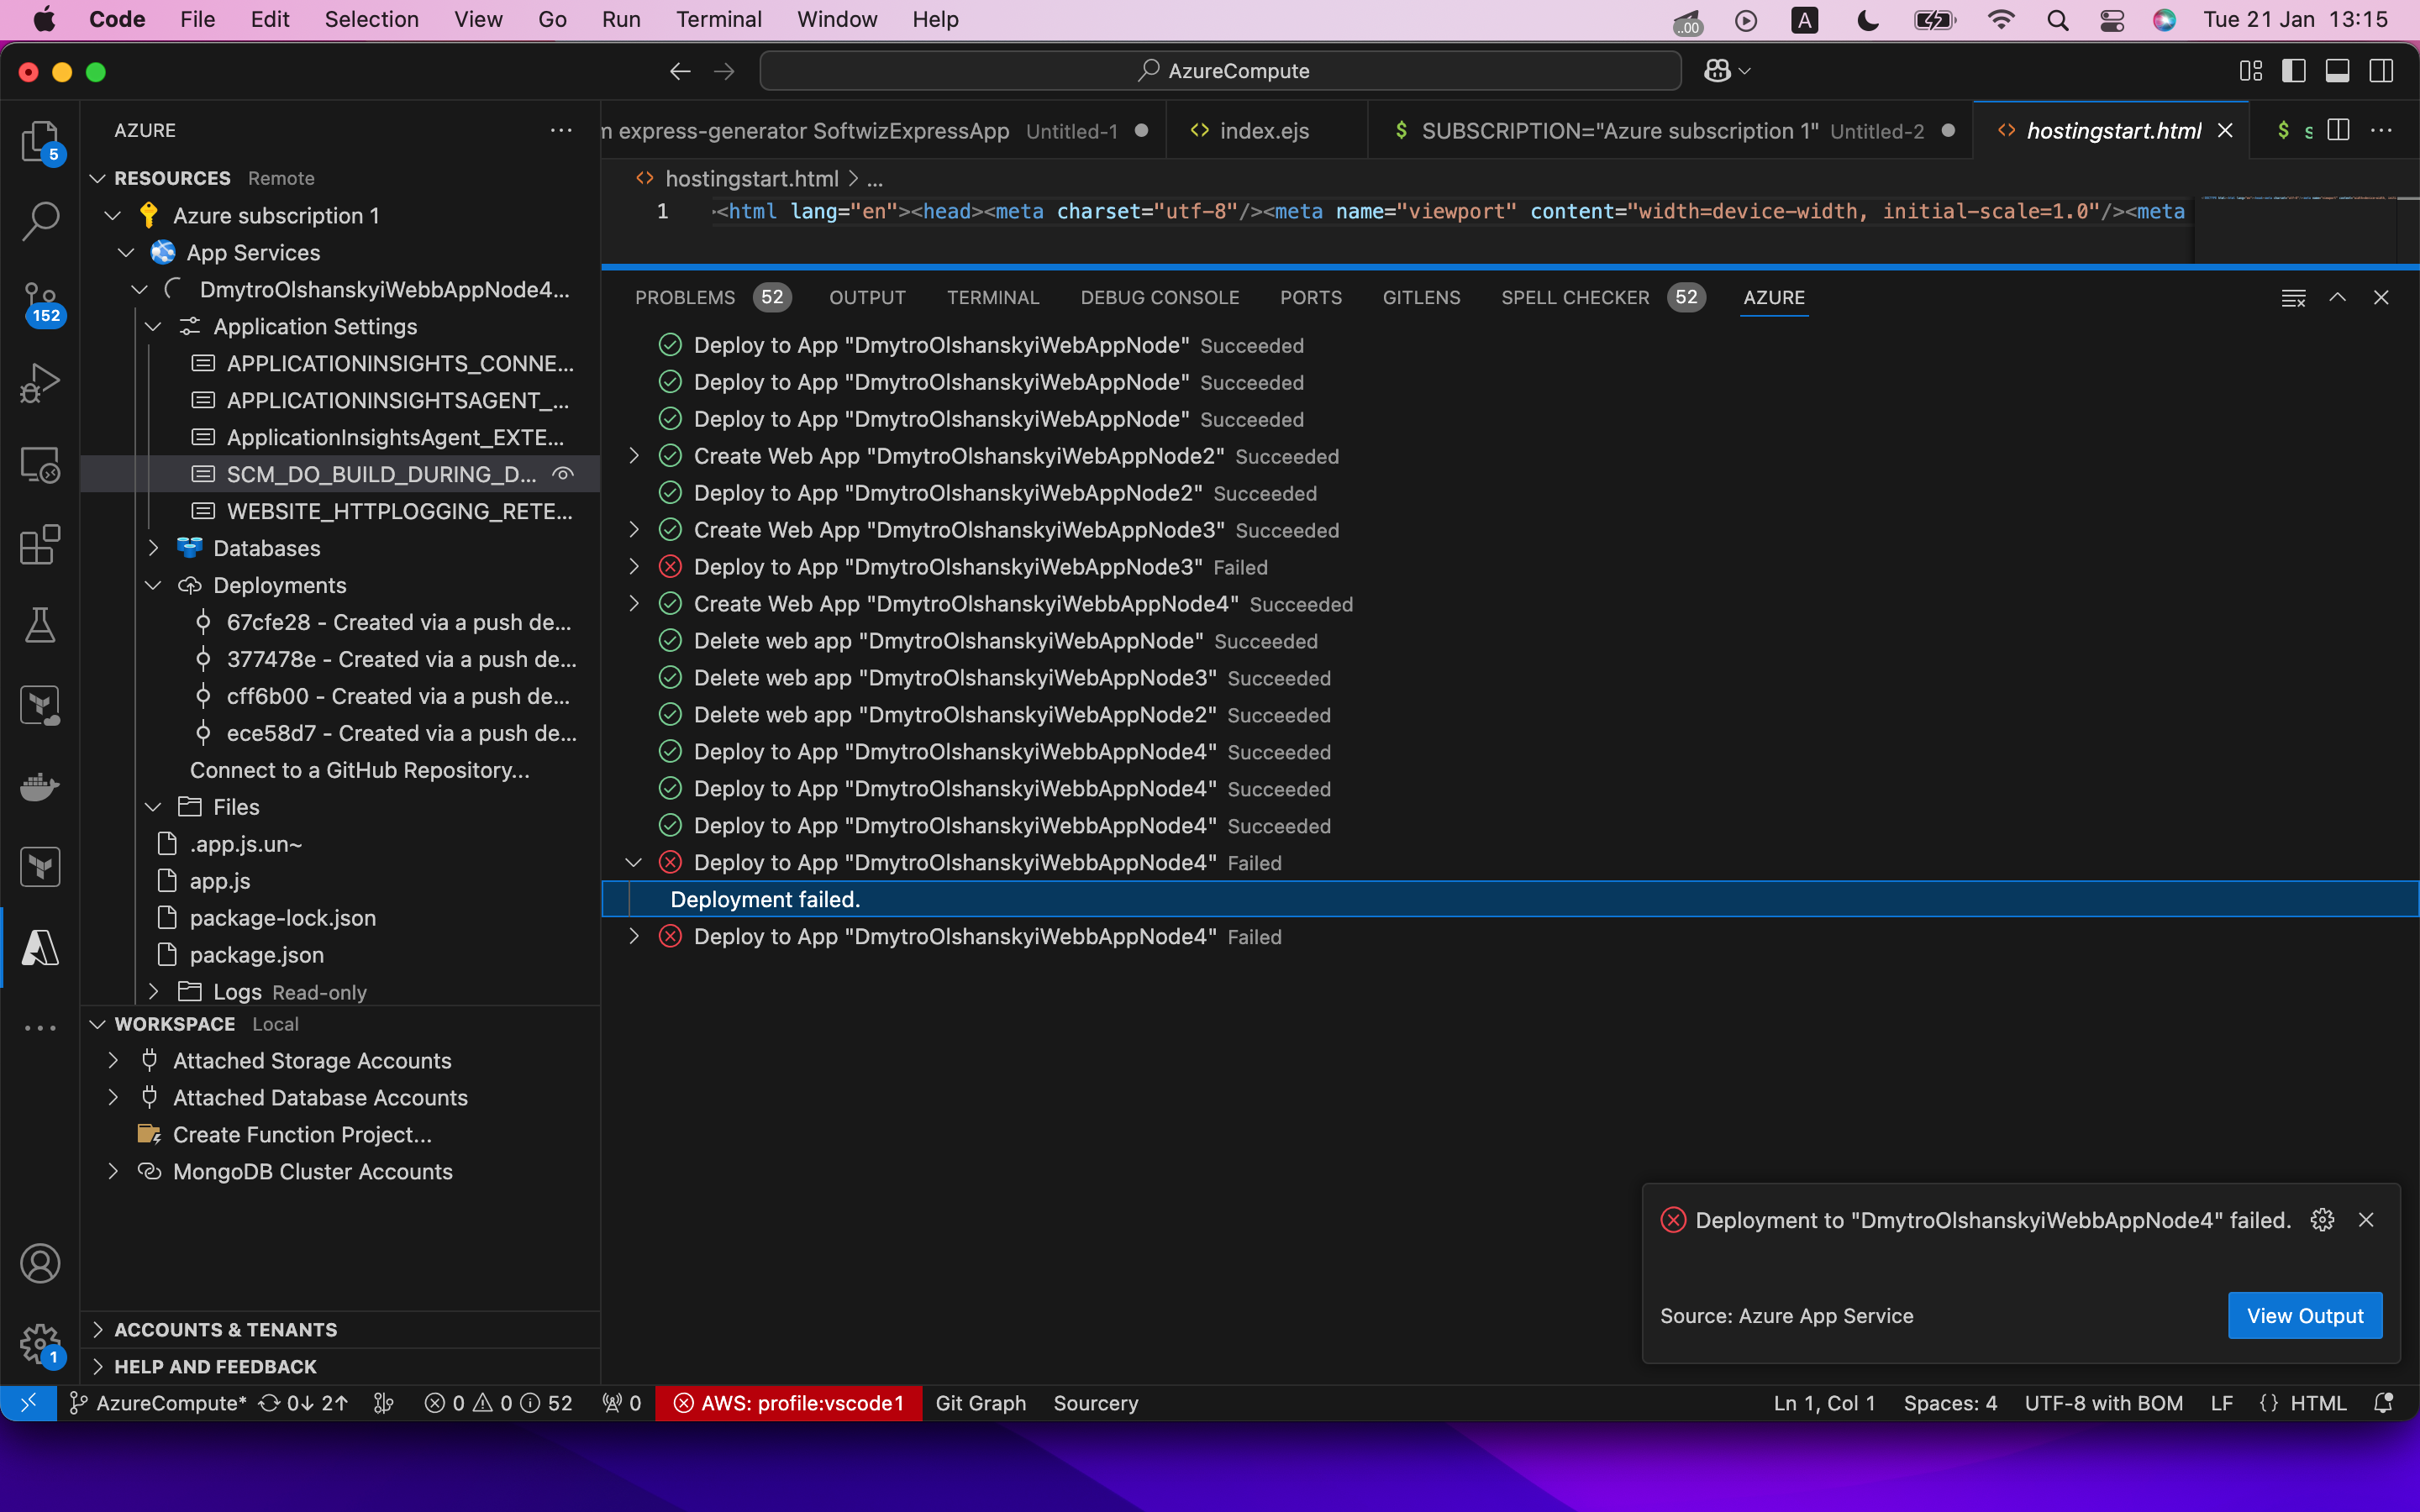 Code File Edit Selection View Go Run Terminal Window Help
..00 A Tue 21 Jan 13:15
AzureCompute
5
152
1
AZURE
RESOURCES Remote
Azure subscription 1
App Services
DmytroOlshanskyiWebbAppNode4...
Application Settings
APPLICATIONINSIGHTS_CONNE...
APPLICATIONINSIGHTSAGENT_...
ApplicationInsightsAgent_EXTE...
SCM_DO_BUILD_DURING_D...
WEBSITE_HTTPLOGGING_RETE...
Databases
Deployments
67cfe28 - Created via a push de...
377478e - Created via a push de...
cff6b00 - Created via a push de...
ece58d7 - Created via a push de...
Connect to a GitHub Repository...
Files
.app.js.un~
app.js
package-lock.json
package.json
Logs Read-only
WORKSPACE Local
Attached Storage Accounts
Attached Database Accounts
Create Function Project...
MongoDB Cluster Accounts
ACCOUNTS & TENANTS
HELP AND FEEDBACK
m express-generator SoftwizExpressApp Untitled-1
<> index.ejs
$ SUBSCRIPTION="Azure subscription 1" Untitled-2
<> hostingstart.html
$ s
<> hostingstart.html > ...
1 <html lang="en"><head><meta charset="utf-8"/><meta name="viewport" content="width=device-width, initial-scale=1.0"/><meta
PROBLEMS 52 OUTPUT TERMINAL DEBUG CONSOLE PORTS GITLENS SPELL CHECKER 52 AZURE
Deploy to App "DmytroOlshanskyiWebAppNode" Succeeded
Deploy to App "DmytroOlshanskyiWebAppNode" Succeeded
Deploy to App "DmytroOlshanskyiWebAppNode" Succeeded
Create Web App "DmytroOlshanskyiWebAppNode2" Succeeded
Deploy to App "DmytroOlshanskyiWebAppNode2" Succeeded
Create Web App "DmytroOlshanskyiWebAppNode3" Succeeded
Deploy to App "DmytroOlshanskyiWebAppNode3" Failed
Create Web App "DmytroOlshanskyiWebbAppNode4" Succeeded
Delete web app "DmytroOlshanskyiWebAppNode" Succeeded
Delete web app "DmytroOlshanskyiWebAppNode3" Succeeded
Delete web app "DmytroOlshanskyiWebAppNode2" Succeeded
Deploy to App "DmytroOlshanskyiWebbAppNode4" Succeeded
Deploy to App "DmytroOlshanskyiWebbAppNode4" Succeeded
Deploy to App "DmytroOlshanskyiWebbAppNode4" Succeeded
Deploy to App "DmytroOlshanskyiWebbAppNode4" Failed
Deployment failed.
Deploy to App "DmytroOlshanskyiWebbAppNode4" Failed
Deployment to "DmytroOlshanskyiWebbAppNode4" failed.
Source: Azure App Service
View Output
AzureCompute* 0↓ 2↑ 0 0 52 0 AWS: profile:vscode1 Git Graph Sourcery
Ln 1, Col 1 Spaces: 4 UTF-8 with BOM LF {} HTML